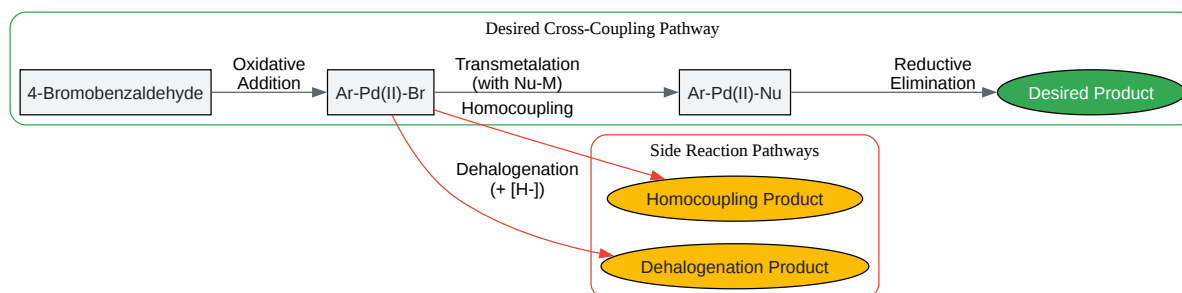 Desired Cross-Coupling Pathway
4-Bromobenzaldehyde
Oxidative
Addition
Ar-Pd(II)-Br
Transmetalation
(with Nu-M)
Ar-Pd(II)-Nu
Reductive
Elimination
Desired Product
Homocoupling
Dehalogenation
(+ [H-])
Side Reaction Pathways
Homocoupling Product
Dehalogenation Product